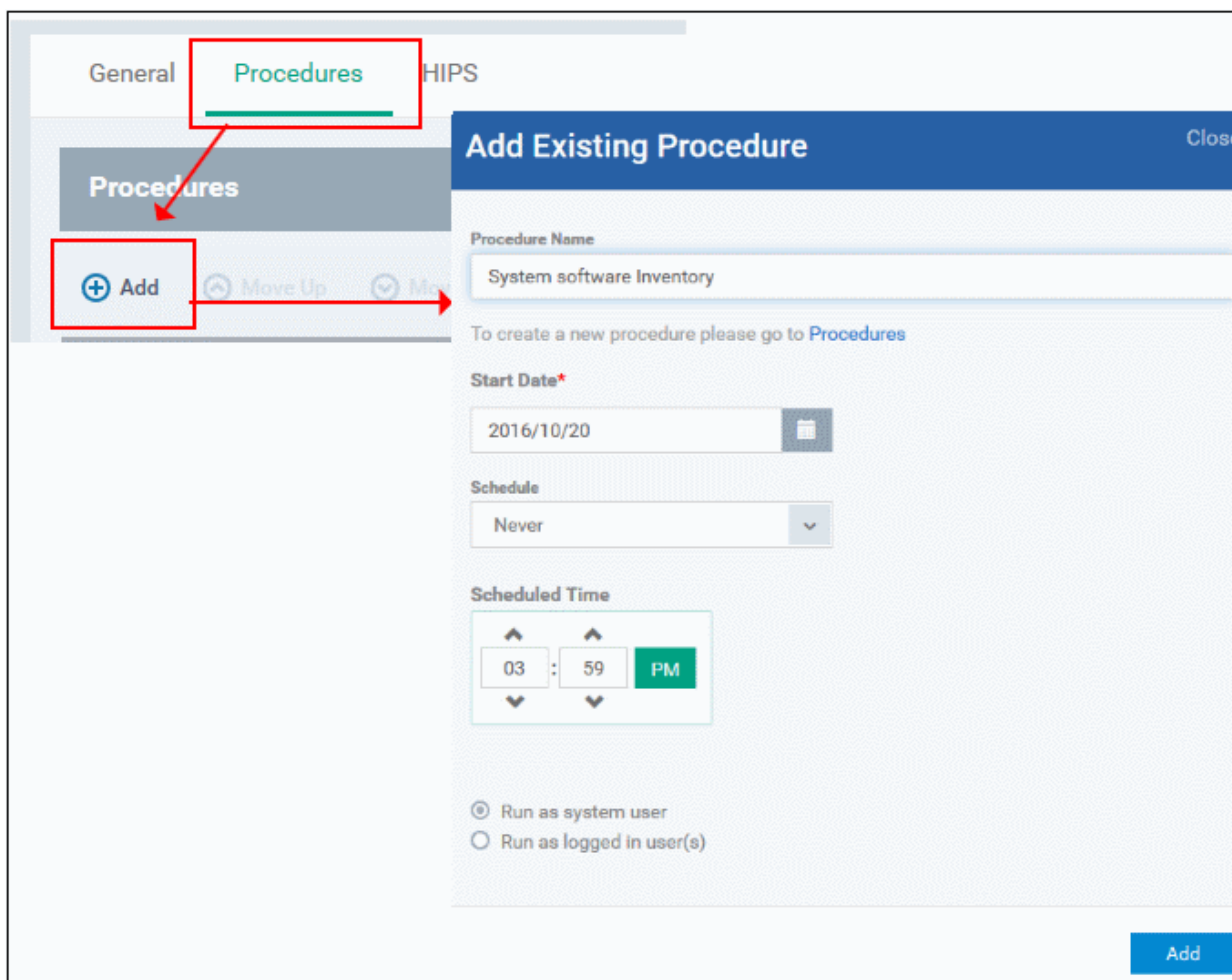 General Procedures HIPS
Procedures
Add Move Up
Add Existing Procedure
Close
Procedure Name
System software Inventory
To create a new procedure please go to Procedures
Start Date*
2016/10/20
Schedule
Never
Scheduled Time
03 : 59 PM
Run as system user
Run as logged in user(s)
Add